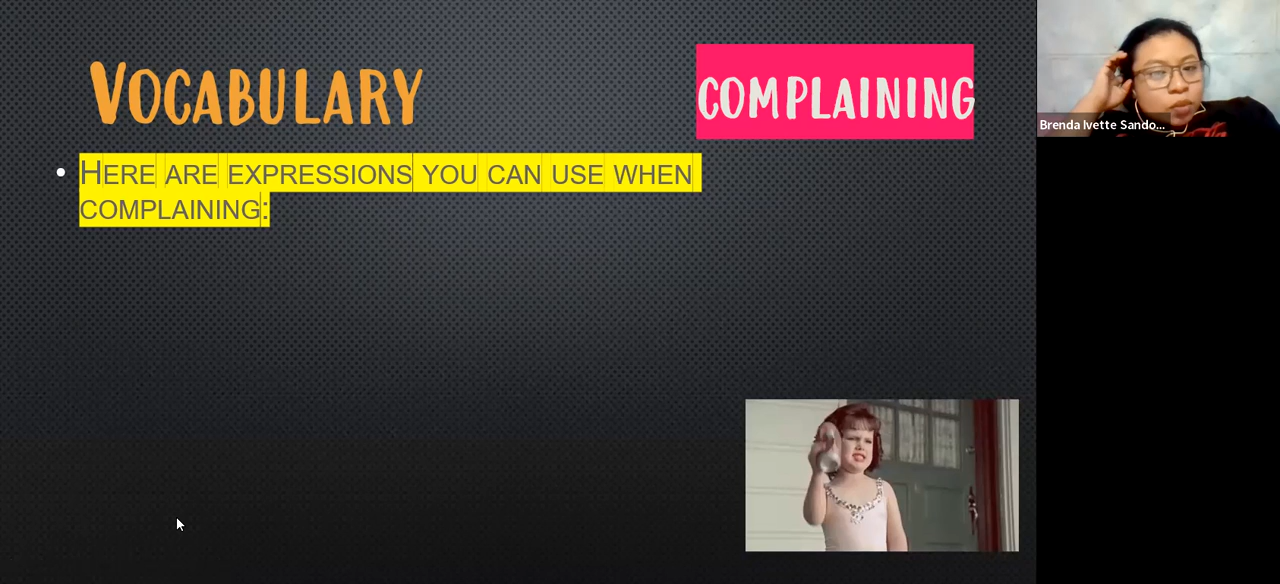 VOCABULARY
COMPLAINING
HERE ARE EXPRESSIONS YOU CAN USE WHEN
COMPLAINING:
Brenda Ivette Sando...